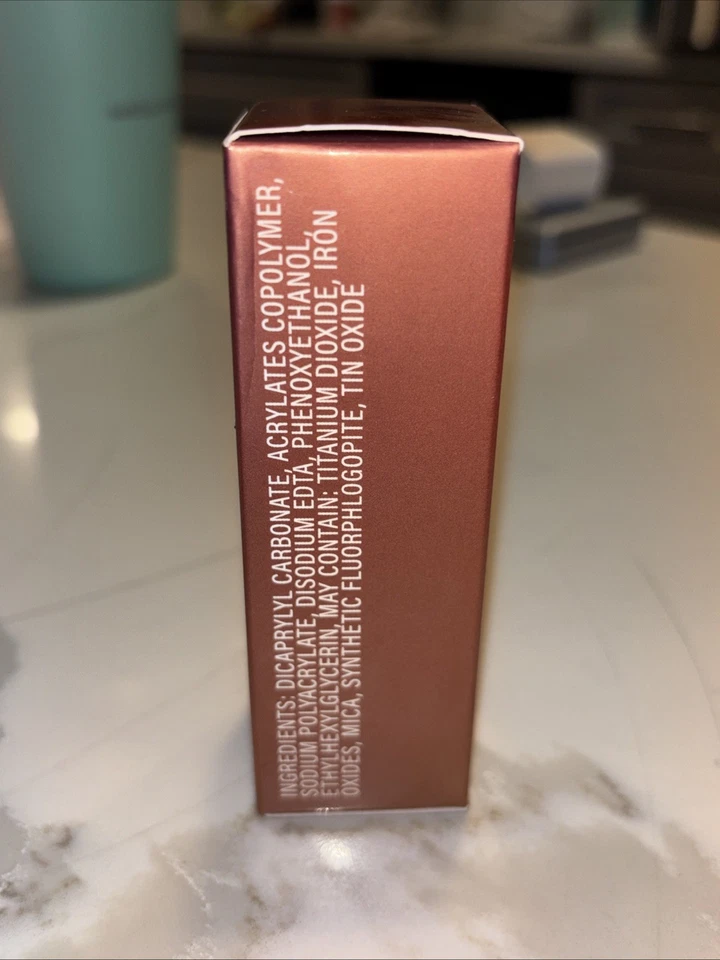 INGREDIENTS: DICAPRYLYL CARBONATE, ACRYLATES COPOLYMER,
SODIUM POLYACRYLATE, DISODIUM EDTA, PHENOXYETHANOL,
ETHYLHEXYLGLYCERIN, MAY CONTAIN: TITANIUM DIOXIDE, IRON
OXIDES, MICA, SYNTHETIC FLUORPHLOGOPITE, TIN OXIDE